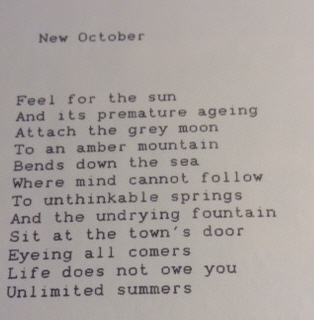 New October
Feel for the sun
And its premature ageing
Attach the grey moon
To an amber mountain
Bends down the sea
Where mind cannot follow
To unthinkable springs
And the undrying fountain
Sit at the town's door
Eyeing all comers
Life does not owe you
Unlimited summers